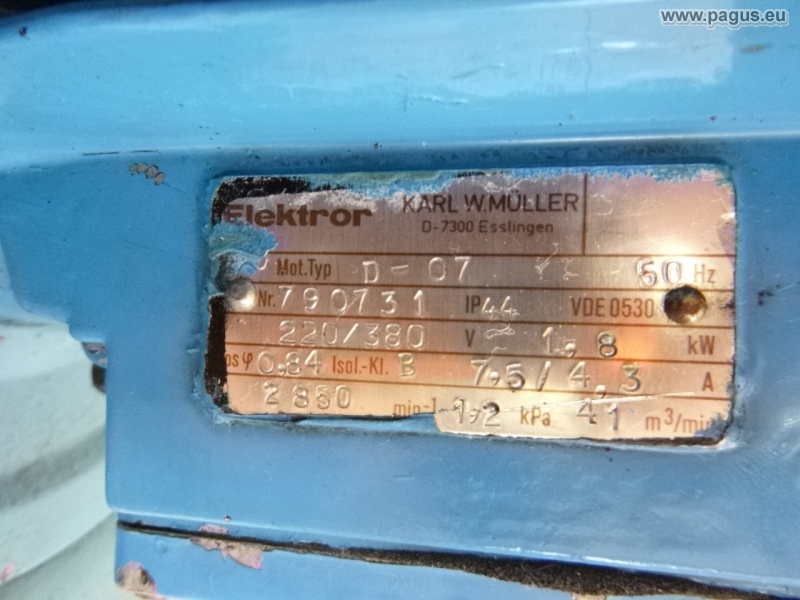 www.pagus.eu
Elektror KARL W.MÜLLER
D-7300 Esslingen
Mot.Typ D-07 50 Hz
Nr. 790731 IP44 VDE0530
220/380 V ~ 1,8 kW
cos φ 0,84 Isol.-Kl. B 7,5/4,3 A
2850 min-1 1,2 kPa 41 m³/min